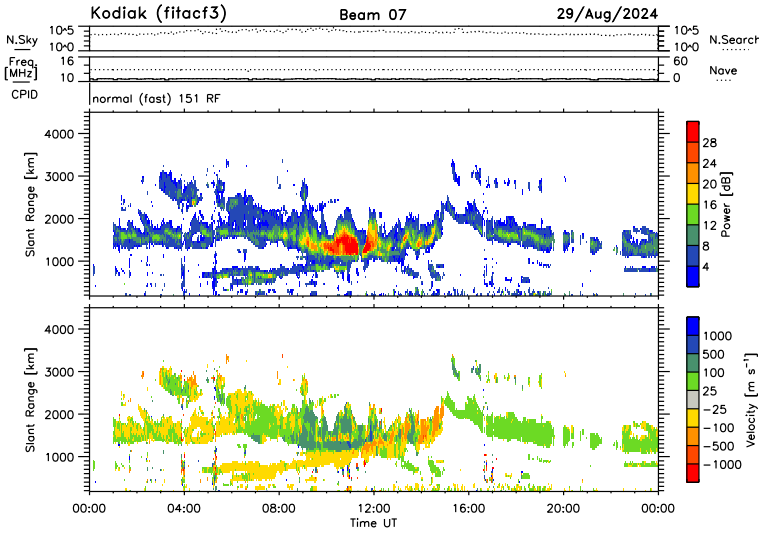 Kodiak (fitacf3) Beam 07 29/Aug/2024
N.Sky 10^5 10^0 10^5 10^0 N.Search
Freq. [MHz] 16 10 60 0 Nave
CPID normal (fast) 151 RF
Slant Range [km] 4000 3000 2000 1000
28 24 20 16 12 8 4 Power [dB]
Slant Range [km] 4000 3000 2000 1000
1000 500 100 25 −25 −100 −500 −1000 Velocity [m s⁻¹]
00:00 04:00 08:00 12:00 16:00 20:00 00:00
Time UT